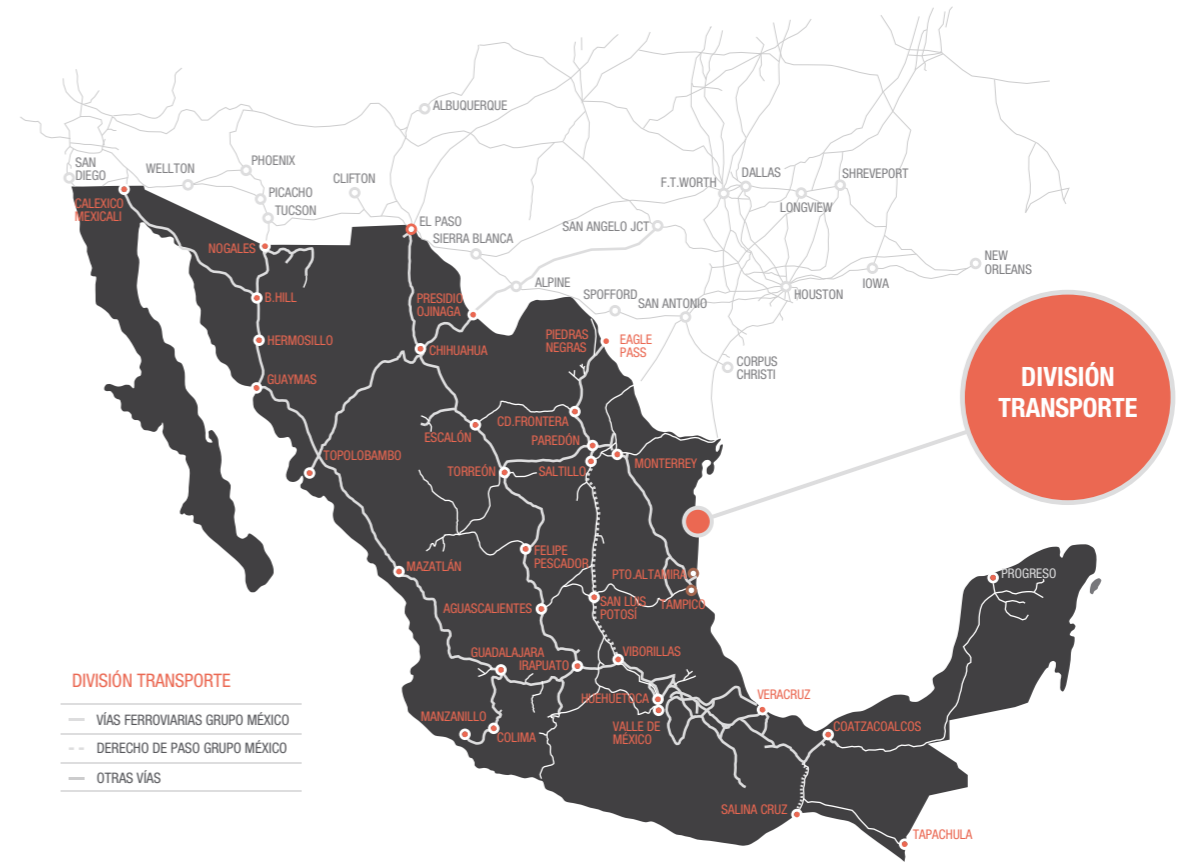 ALBUQUERQUE
SAN
DIEGO
WELLTON
PHOENIX
PICACHO
TUCSON
CLIFTON
EL PASO
SIERRA BLANCA
F.T.WORTH
DALLAS
LONGVIEW
SHREVEPORT
SAN ANGELO JCT
ALPINE
SPOFFORD
SAN ANTONIO
HOUSTON
IOWA
NEW
ORLEANS
CORPUS
CHRISTI
CALEXICO
MEXICALI
NOGALES
B.HILL
HERMOSILLO
GUAYMAS
PRESIDIO
OJINAGA
CHIHUAHUA
PIEDRAS
NEGRAS
EAGLE
PASS
DIVISIÓN
TRANSPORTE
ESCALÓN
CD.FRONTERA
PAREDÓN
TOPOLOBAMBO
TORREÓN
SALTILLO
MONTERREY
MAZATLÁN
FELIPE
PESCADOR
PTO.ALTAMIRA
TAMPICO
AGUASCALIENTES
SAN LUIS
POTOSÍ
PROGRESO
GUADALAJARA
IRAPUATO
VIBORILLAS
HUEHUETOCA
VALLE DE
MÉXICO
VERACRUZ
MANZANILLO
COLIMA
COATZACOALCOS
SALINA CRUZ
TAPACHULA
DIVISIÓN TRANSPORTE
VÍAS FERROVIARIAS GRUPO MÉXICO
DERECHO DE PASO GRUPO MÉXICO
OTRAS VÍAS